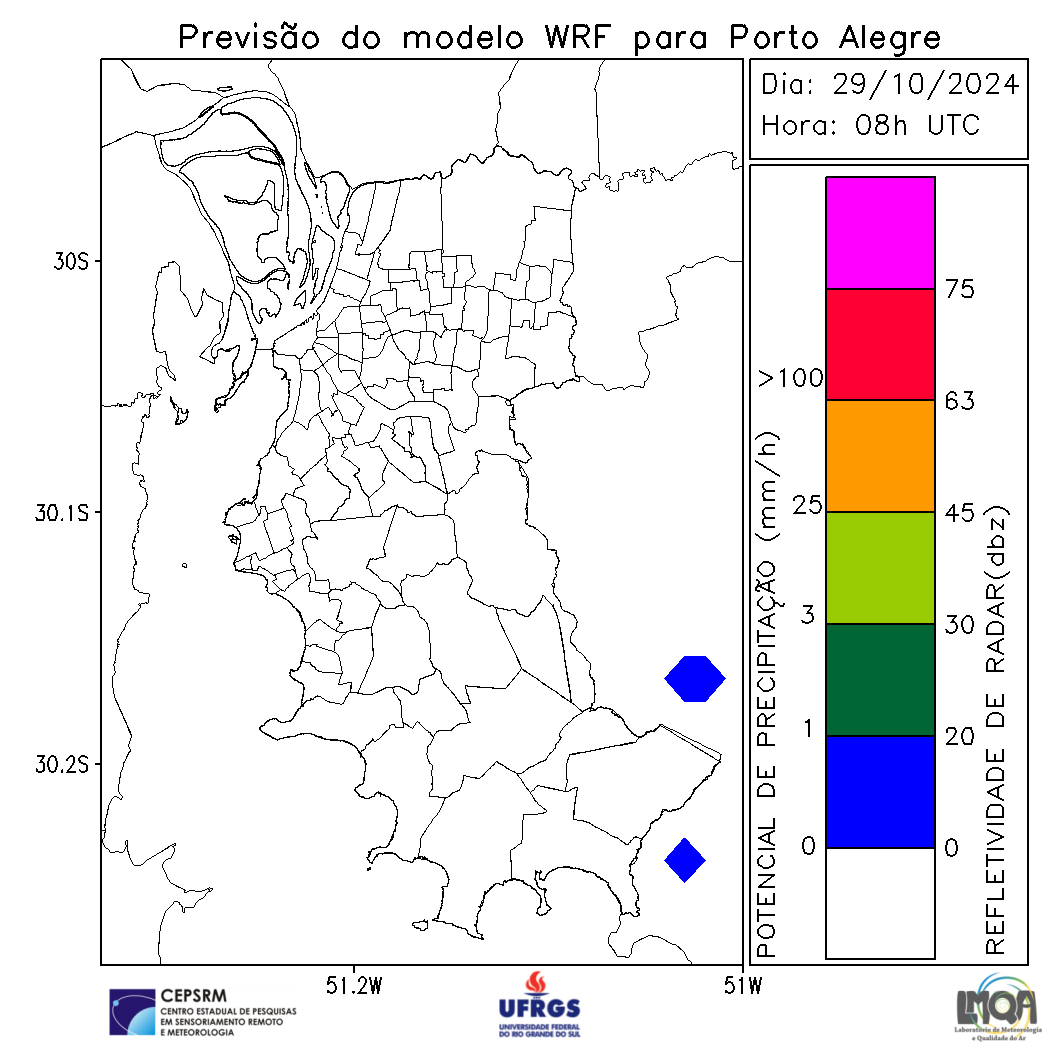 Previsão do modelo WRF para Porto Alegre
Dia: 29/10/2024
Hora: 08h UTC
30S
30.1S
30.2S
51.2W
51W
POTENCIAL DE PRECIPITAÇÃO (mm/h)
>100
25
3
1
0
75
63
45
30
20
0
REFLETIVIDADE DE RADAR(dbz)
CEPSRM
CENTRO ESTADUAL DE PESQUISAS
EM SENSORIAMENTO REMOTO
E METEOROLOGIA
UFRGS
UNIVERSIDADE FEDERAL
DO RIO GRANDE DO SUL
LMQA
Laboratório de Meteorologia
e Qualidade do Ar